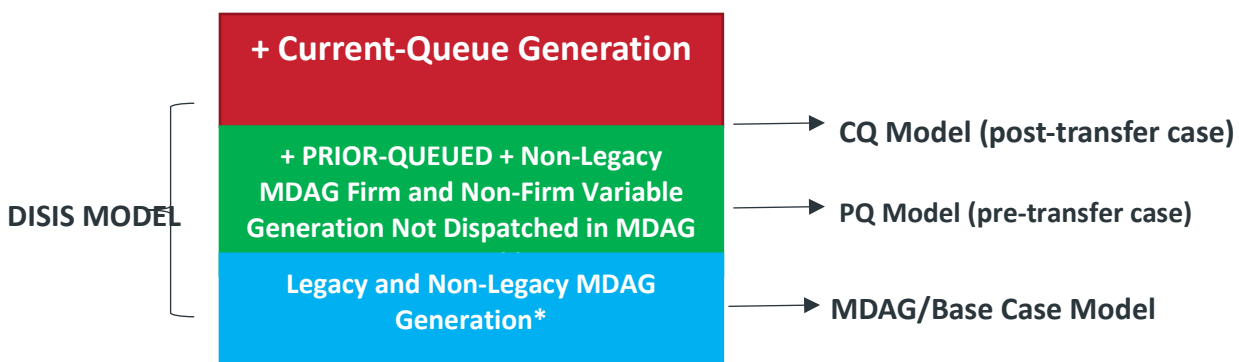 + Current-Queue Generation
CQ Model (post-transfer case)
+ PRIOR-QUEUED + Non-Legacy
MDAG Firm and Non-Firm Variable
Generation Not Dispatched in MDAG
DISIS MODEL
PQ Model (pre-transfer case)
Legacy and Non-Legacy MDAG
Generation*
MDAG/Base Case Model